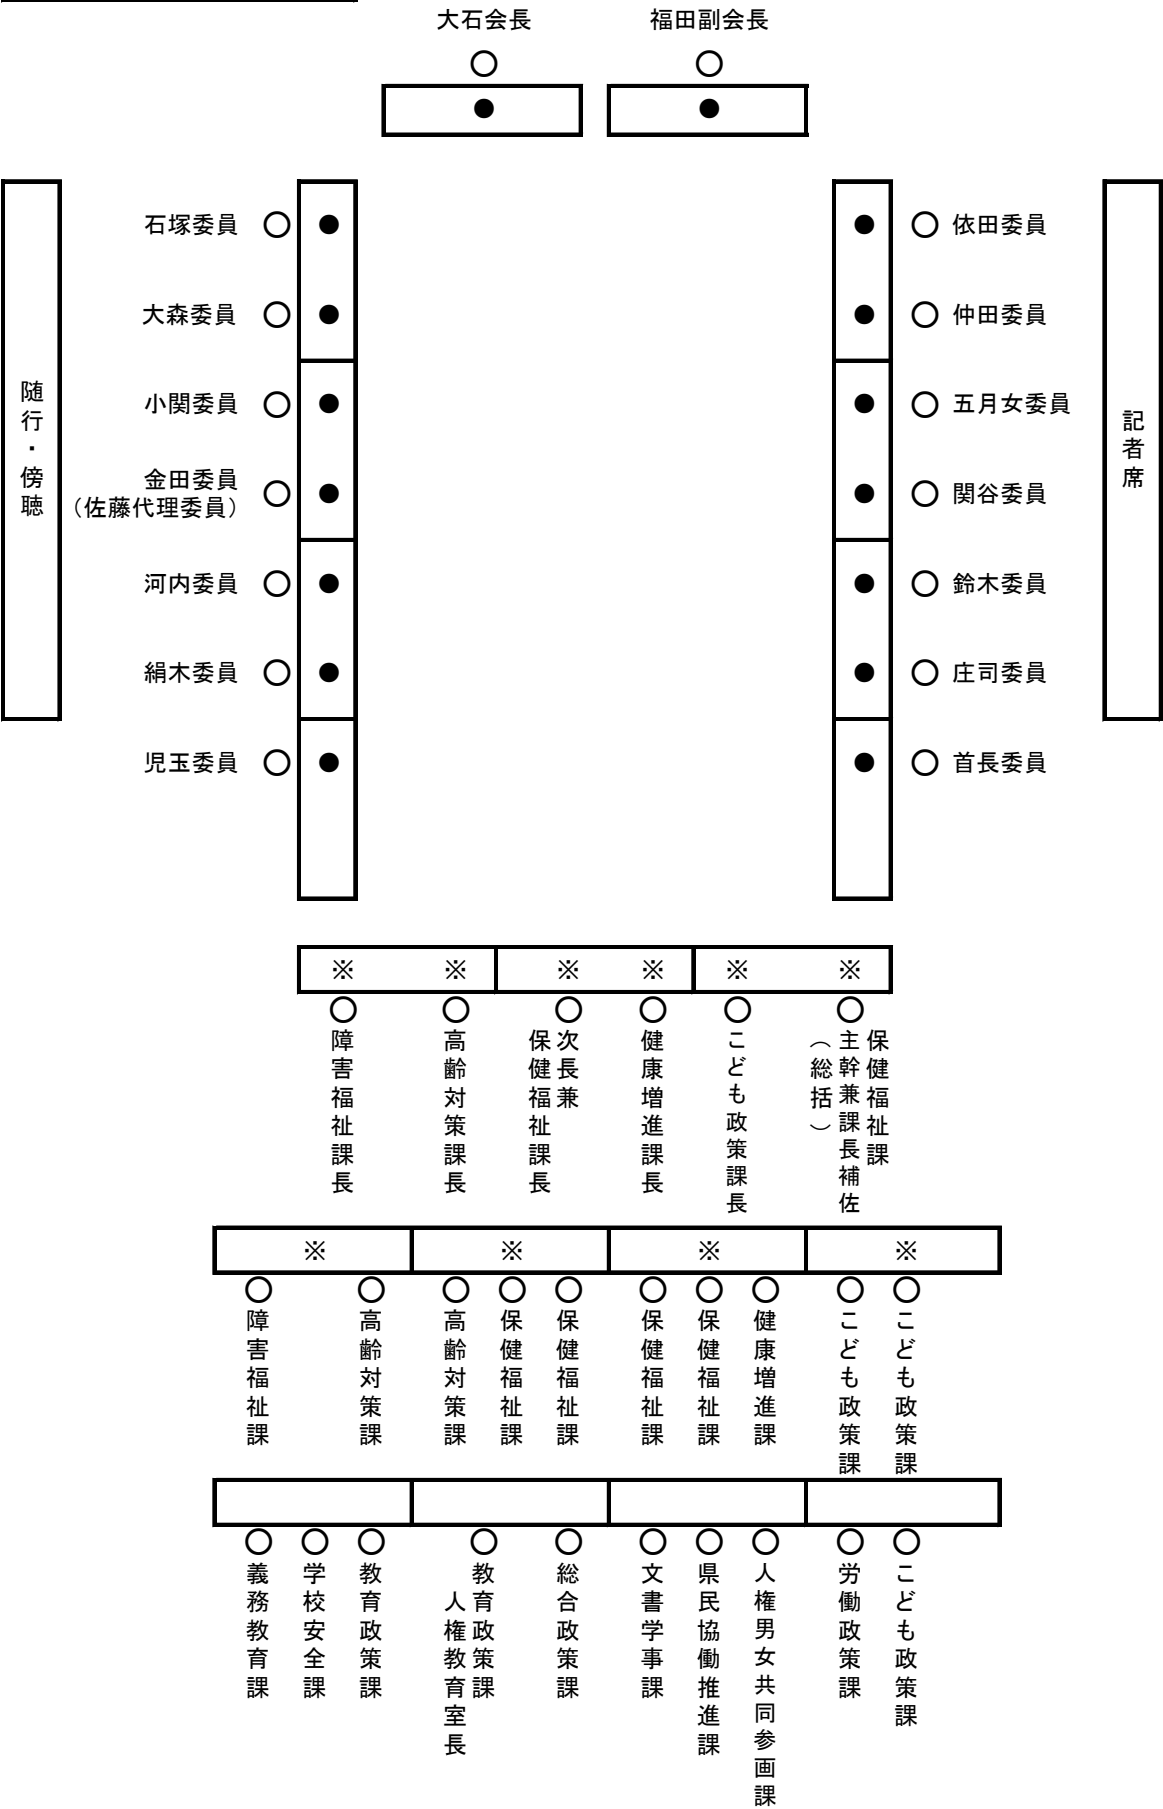 大石会長
福田副会長
石塚委員
大森委員
小関委員
金田委員
（佐藤代理委員）
河内委員
絹木委員
児玉委員
依田委員
仲田委員
五月女委員
関谷委員
鈴木委員
庄司委員
首長委員
随行・傍聴
記者席
※ ※ ※ ※ ※ ※
障害福祉課長
高齢対策課長
次長兼
保健福祉課長
健康増進課長
こども政策課長
保健福祉課
主幹兼課長補佐
（総括）
※ ※ ※ ※
障害福祉課
高齢対策課
高齢対策課
保健福祉課
保健福祉課
保健福祉課
保健福祉課
健康増進課
こども政策課
こども政策課
義務教育課
学校安全課
教育政策課
教育政策課
人権教育室長
総合政策課
文書学事課
県民協働推進課
人権男女共同参画課
労働政策課
こども政策課